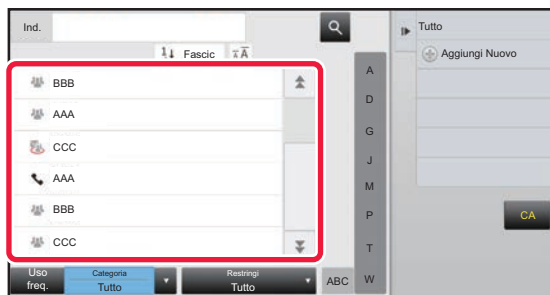 Ind.
Fascic
BBB
AAA
CCC
AAA
BBB
CCC
A
D
G
J
M
P
T
W
Uso
freq.
Categoria
Tutto
Restringi
Tutto
ABC
Tutto
Aggiungi Nuovo
CA